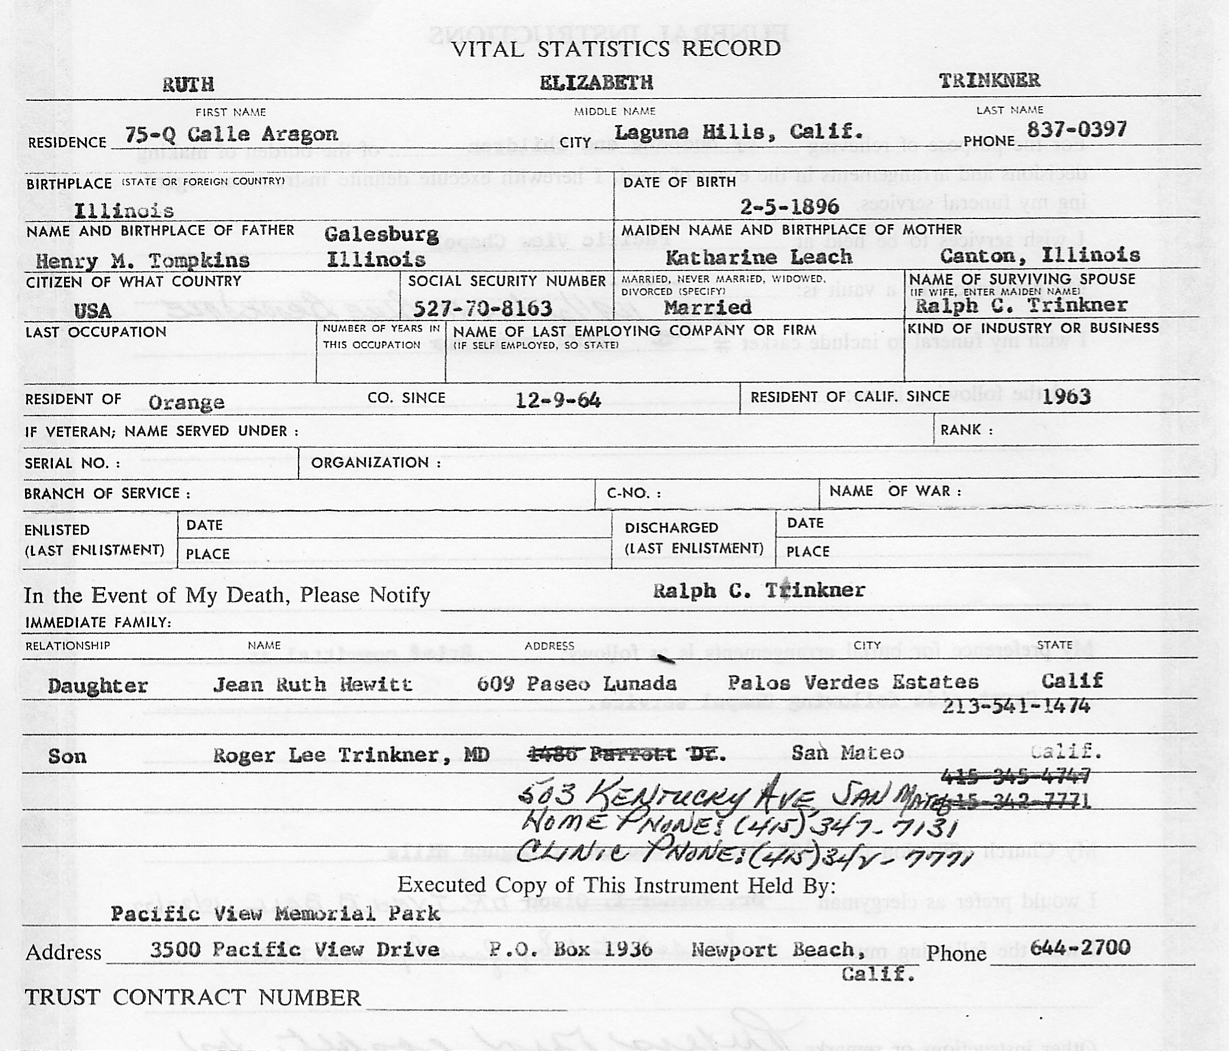 VITAL STATISTICS RECORD
RUTH ELIZABETH TRINKNER
FIRST NAME MIDDLE NAME LAST NAME
RESIDENCE 75-Q Calle Aragon CITY Laguna Hills, Calif. PHONE 837-0397
BIRTHPLACE (STATE OR FOREIGN COUNTRY) DATE OF BIRTH
Illinois 2-5-1896
NAME AND BIRTHPLACE OF FATHER Galesburg MAIDEN NAME AND BIRTHPLACE OF MOTHER
Henry M. Tompkins Illinois Katharine Leach Canton, Illinois
CITIZEN OF WHAT COUNTRY SOCIAL SECURITY NUMBER MARRIED, NEVER MARRIED, WIDOWED, NAME OF SURVIVING SPOUSE
DIVORCED (SPECIFY) (IF WIFE, ENTER MAIDEN NAME)
USA 527-70-8163 Married Ralph C. Trinkner
LAST OCCUPATION NUMBER OF YEARS IN NAME OF LAST EMPLOYING COMPANY OR FIRM KIND OF INDUSTRY OR BUSINESS
THIS OCCUPATION (IF SELF EMPLOYED, SO STATE)
RESIDENT OF Orange CO. SINCE 12-9-64 RESIDENT OF CALIF. SINCE 1963
IF VETERAN; NAME SERVED UNDER : RANK :
SERIAL NO. : ORGANIZATION :
BRANCH OF SERVICE : C-NO. : NAME OF WAR :
ENLISTED DATE DISCHARGED DATE
(LAST ENLISTMENT) PLACE (LAST ENLISTMENT) PLACE
In the Event of My Death, Please Notify Ralph C. Trinkner
IMMEDIATE FAMILY:
RELATIONSHIP NAME ADDRESS CITY STATE
Daughter Jean Ruth Hewitt 609 Paseo Lunada Palos Verdes Estates Calif
213-541-1474
Son Roger Lee Trinkner, MD 1486 Parrott Dr. San Mateo Calif.
415-345-4747
503 KENTUCKY AVE, SAN MATEO 415-342-7771
HOME PHONE: (415) 347-7131
CLINIC PHONE: (415) 342-7771
Executed Copy of This Instrument Held By:
Pacific View Memorial Park
Address 3500 Pacific View Drive P.O. Box 1936 Newport Beach, Phone 644-2700
Calif.
TRUST CONTRACT NUMBER